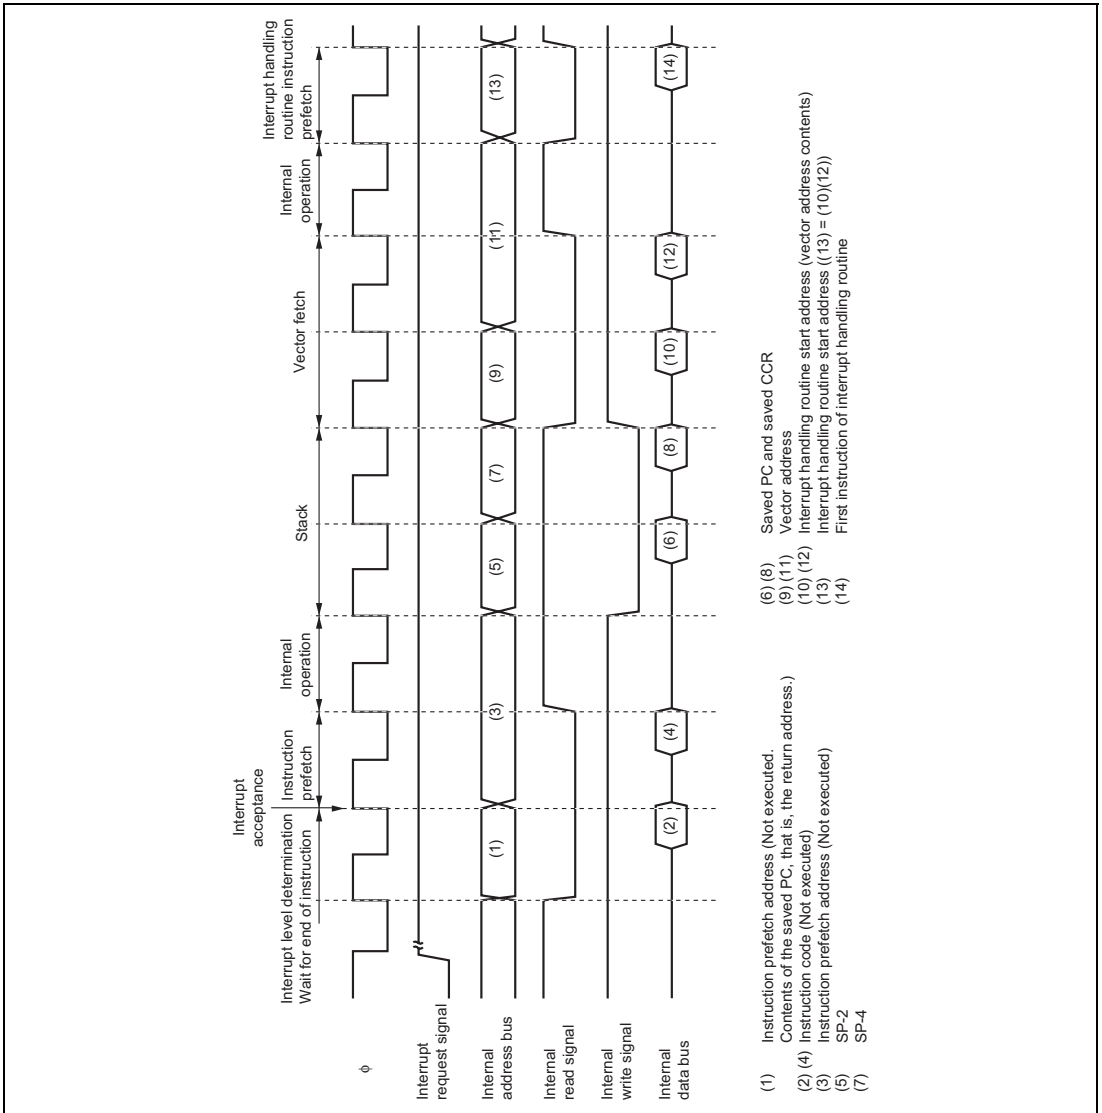 Interrupt
acceptance
Interrupt level determination
Wait for end of instruction
Instruction
prefetch
Internal
operation
Stack
Vector fetch
Internal
operation
Interrupt handling
routine instruction
prefetch
ϕ
Interrupt
request signal
Internal
address bus
(1)
(3)
(5)
(7)
(9)
(11)
(13)
Internal
read signal
Internal
write signal
Internal
data bus
(2)
(4)
(6)
(8)
(10)
(12)
(14)
(1) Instruction prefetch address (Not executed.
Contents of the saved PC, that is, the return address.)
(2) (4) Instruction code (Not executed)
(3) Instruction prefetch address (Not executed)
(5) SP-2
(7) SP-4
(6) (8) Saved PC and saved CCR
(9) (11) Vector address
(10) (12) Interrupt handling routine start address (vector address contents)
(13) Interrupt handling routine start address ((13) = (10)(12))
(14) First instruction of interrupt handling routine